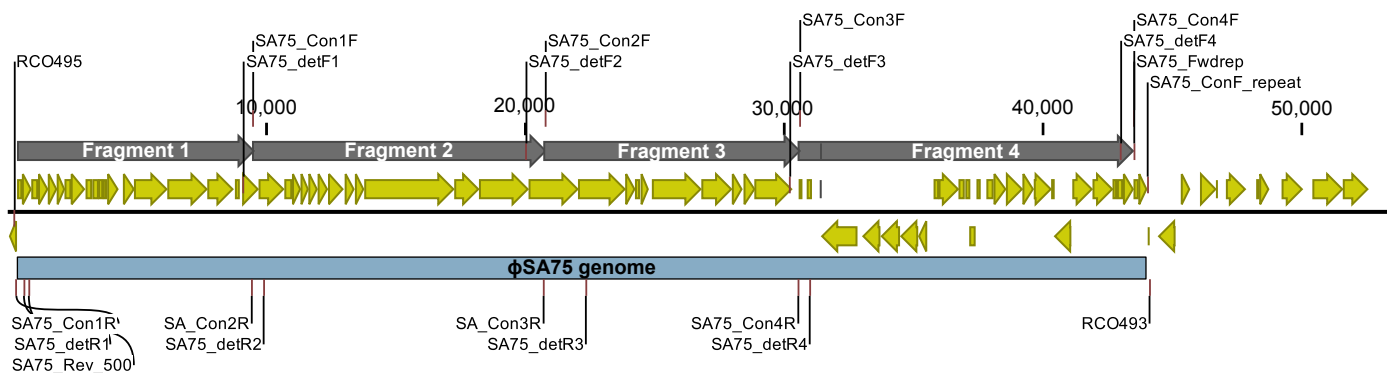 SA75_Con3F
SA75_Con4F
SA75_Con1F
SA75_Con2F
SA75_detF4
RCO495
SA75_detF1
SA75_detF2
SA75_detF3
SA75_Fwdrep
SA75_ConF_repeat
10,000
20,000
30,000
40,000
50,000
Fragment 1
Fragment 2
Fragment 3
Fragment 4
ϕSA75 genome
SA75_Con1R
SA_Con2R
SA_Con3R
SA75_Con4R
RCO493
SA75_detR1
SA75_detR2
SA75_detR3
SA75_detR4
SA75_Rev_500